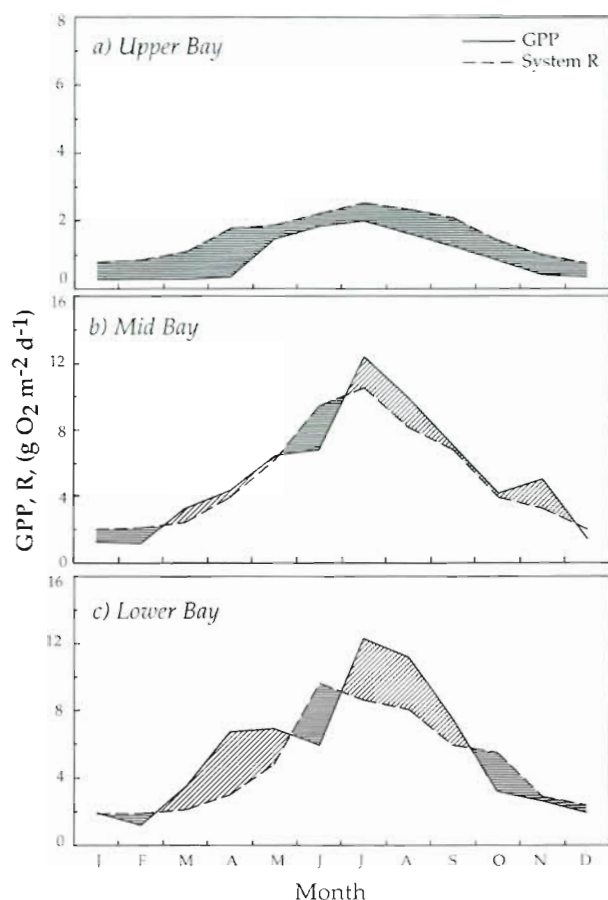 a) Upper Bay
GPP
System R
8
6
4
2
0
b) Mid Bay
16
12
8
4
0
c) Lower Bay
16
12
8
4
0
GPP, R, (g O2 m-2 d-1)
J F M A M J J A S O N D
Month